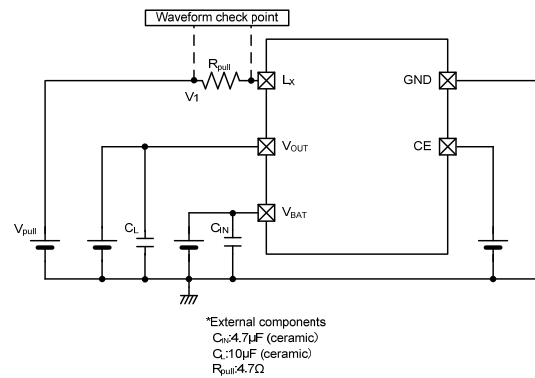 Waveform check point
Rpull
V1
LX
GND
VOUT
CE
VBAT
Vpull
CL
CIN
*External components
CIN:4.7μF (ceramic)
CL:10μF (ceramic)
Rpull:4.7Ω